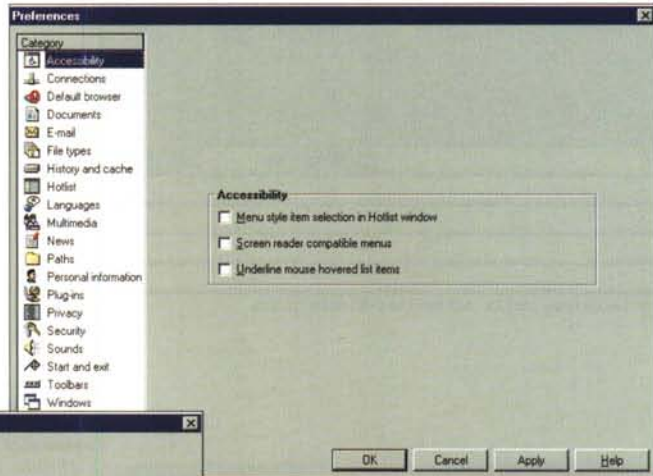 Preferences
Category
Accessibility
Connections
Default browser
Documents
E-mail
File types
History and cache
Hotlist
Languages
Multimedia
News
Paths
Personal information
Plug-ins
Privacy
Security
Sounds
Start and exit
Toolbars
Windows
Accessibility
Menu style item selection in Hotlist window
Screen reader compatible menus
Underline mouse hovered list items
OK
Cancel
Apply
Help